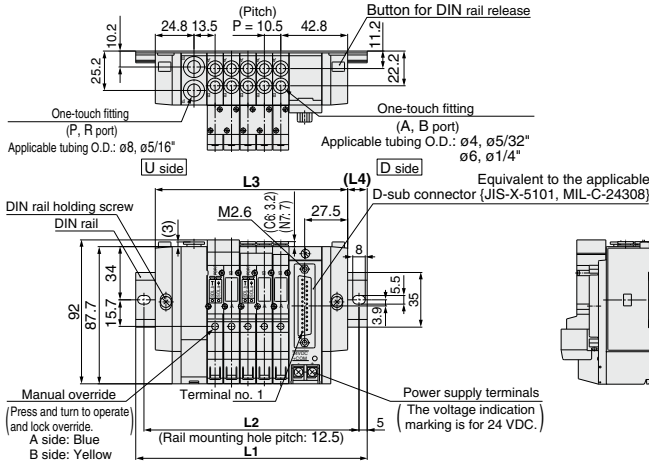 (Pitch)
24.8
13.5
P = 10.5
42.8
Button for DIN rail release
10.2
25.2
11.2
22.2
One-touch fitting
(P, R port)
Applicable tubing O.D.: ø8, ø5/16"
One-touch fitting
(A, B port)
Applicable tubing O.D.: ø4, ø5/32"
ø6, ø1/4"
U side
D side
L3
(L4)
Equivalent to the applicable
D-sub connector {JIS-X-5101, MIL-C-24308}
DIN rail holding screw
DIN rail
(3)
M2.6
(C6: 3.2)
(N7: 7)
27.5
8
92
87.7
34
15.7
5.5
3.9
35
Manual override
(Press and turn to operate
and lock override.)
A side: Blue
B side: Yellow
Terminal no. 1
Power supply terminals
(The voltage indication
marking is for 24 VDC.)
L2
(Rail mounting hole pitch: 12.5)
5
L1